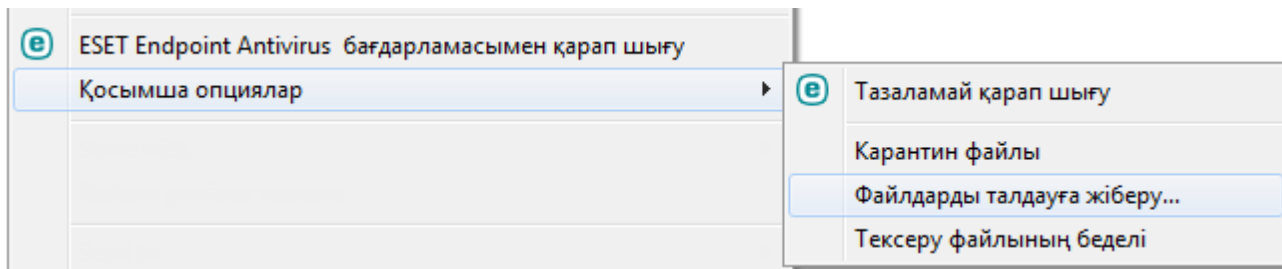 ESET Endpoint Antivirus бағдарламасымен қарап шығу
Қосымша опциялар
Тазаламай қарап шығу
Карантин файлы
Файлдарды талдауға жіберу...
Тексеру файлының беделі